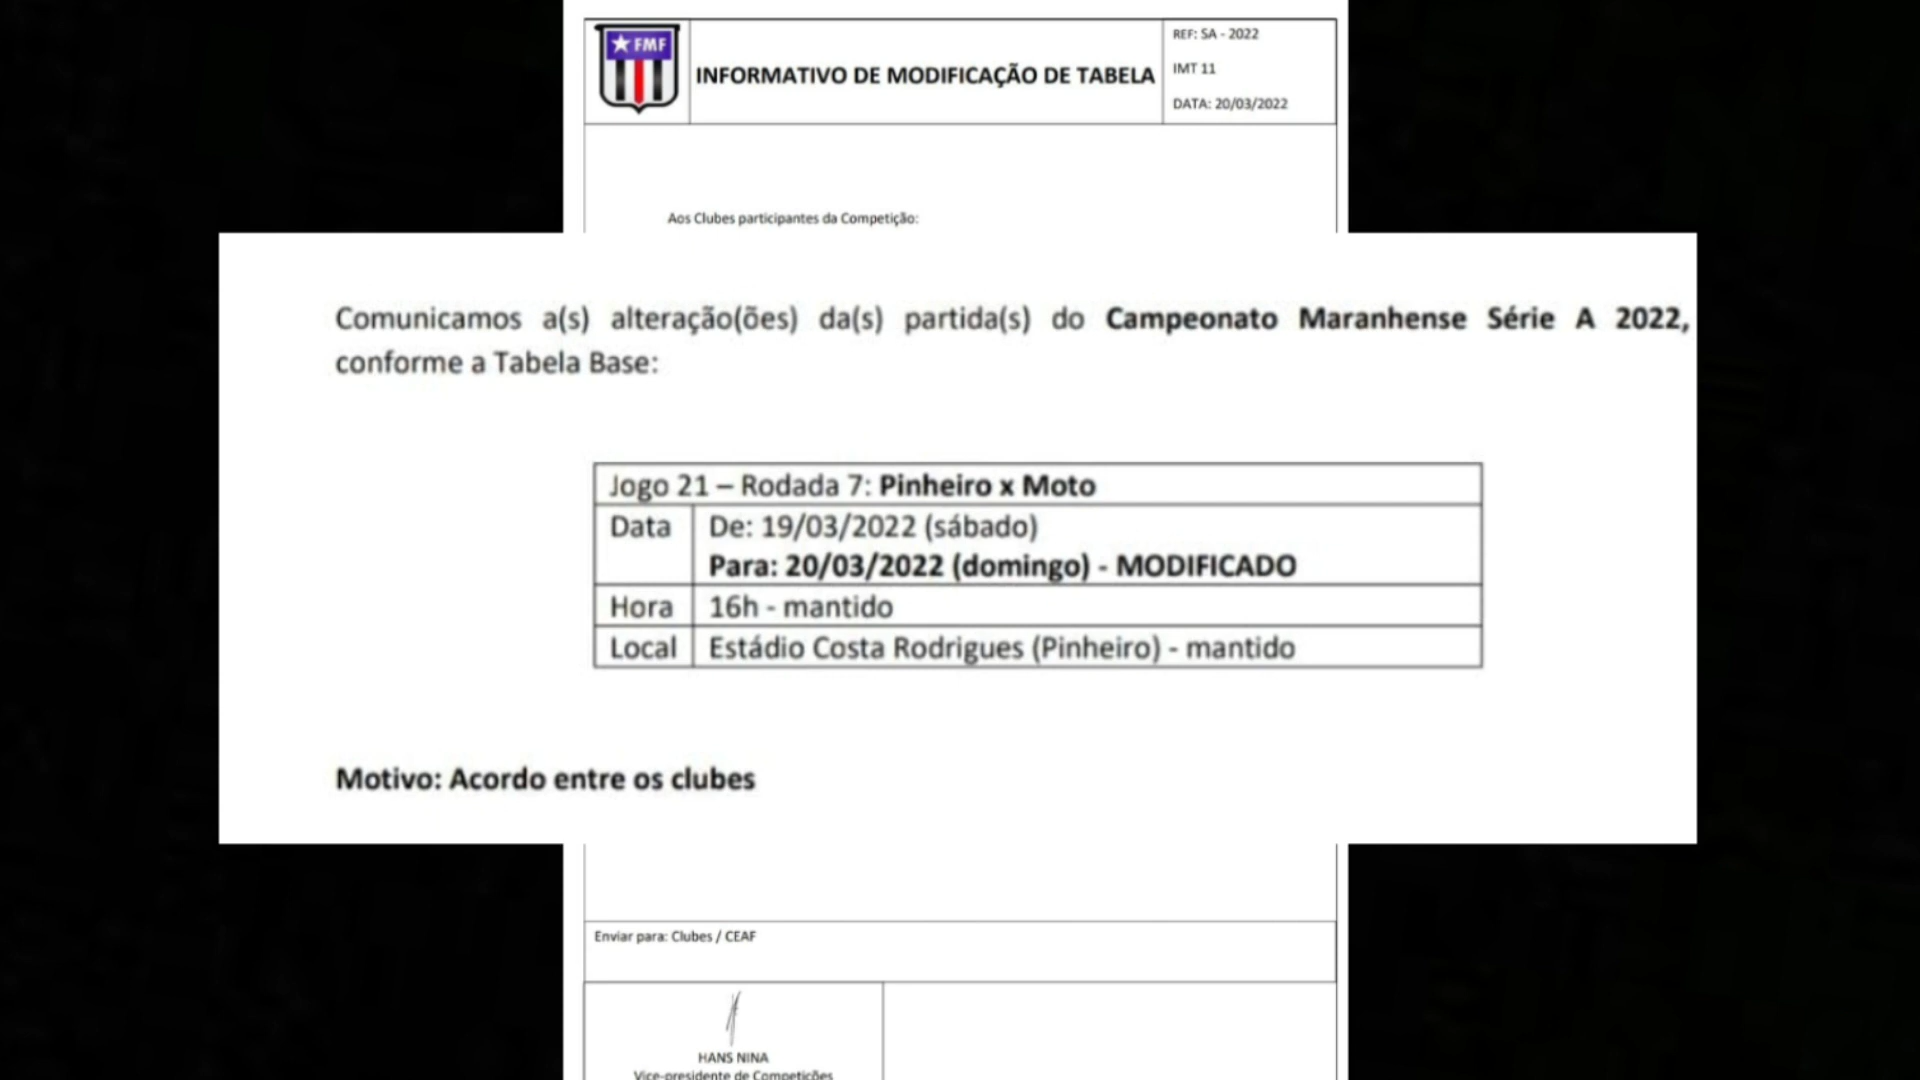 FMF
INFORMATIVO DE MODIFICAÇÃO DE TABELA
REF: SA - 2022
IMT 11
DATA: 20/03/2022
Aos Clubes participantes da Competição:
Comunicamos a(s) alteração(ões) da(s) partida(s) do Campeonato Maranhense Série A 2022,
conforme a Tabela Base:
Jogo 21 – Rodada 7: Pinheiro x Moto
Data De: 19/03/2022 (sábado)
Para: 20/03/2022 (domingo) - MODIFICADO
Hora 16h - mantido
Local Estádio Costa Rodrigues (Pinheiro) - mantido
Motivo: Acordo entre os clubes
Enviar para: Clubes / CEAF
HANS NINA
Vice-presidente de Competições